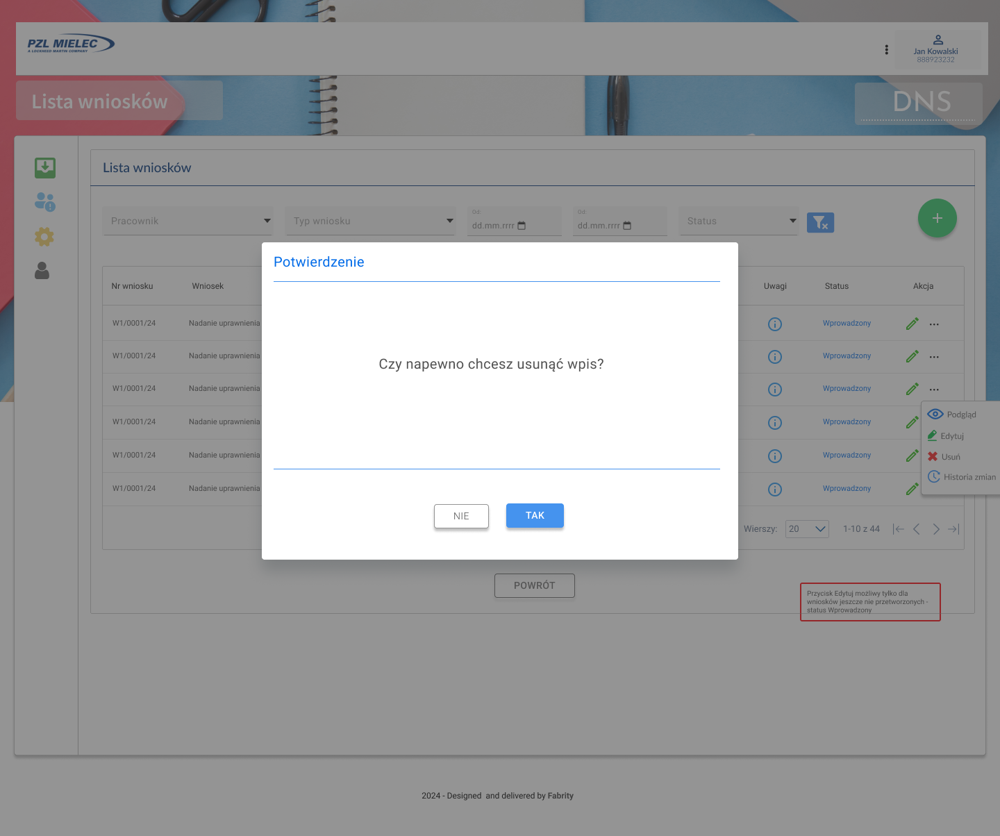 PZL MIELEC
A LOCKHEED MARTIN COMPANY
Jan Kowalski
888923232
Lista wniosków
DNS
Lista wniosków
Pracownik
Typ wniosku
Od:
dd.mm.rrrr
Od:
dd.mm.rrrr
Status
Potwierdzenie
Nr wniosku Wniosek Uwagi Status Akcja
W1/0001/24 Nadanie uprawnienia Wprowadzony
W1/0001/24 Nadanie uprawnienia Wprowadzony
Czy napewno chcesz usunąć wpis?
W1/0001/24 Nadanie uprawnienia Wprowadzony
Podgląd
W1/0001/24 Nadanie uprawnienia Wprowadzony
Edytuj
W1/0001/24 Nadanie uprawnienia Wprowadzony
Usuń
Historia zmian
W1/0001/24 Nadanie uprawnienia Wprowadzony
NIE TAK
Wierszy: 20 1-10 z 44
POWRÓT
Przycisk Edytuj możliwy tylko dla
wniosków jeszcze nie przetworzonych -
status Wprowadzony
2024 - Designed and delivered by Fabrity